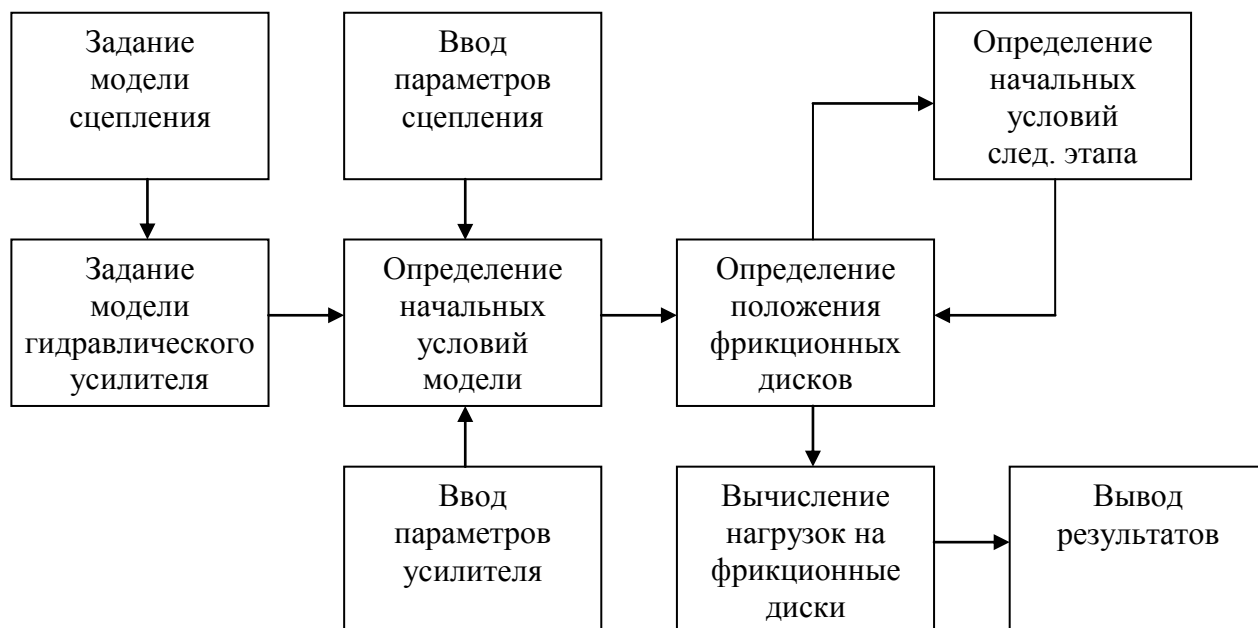 Задание
модели
сцепления
Ввод
параметров
сцепления
Определение
начальных
условий
след. этапа
Задание
модели
гидравлического
усилителя
Определение
начальных
условий
модели
Определение
положения
фрикционных
дисков
Ввод
параметров
усилителя
Вычисление
нагрузок на
фрикционные
диски
Вывод
результатов